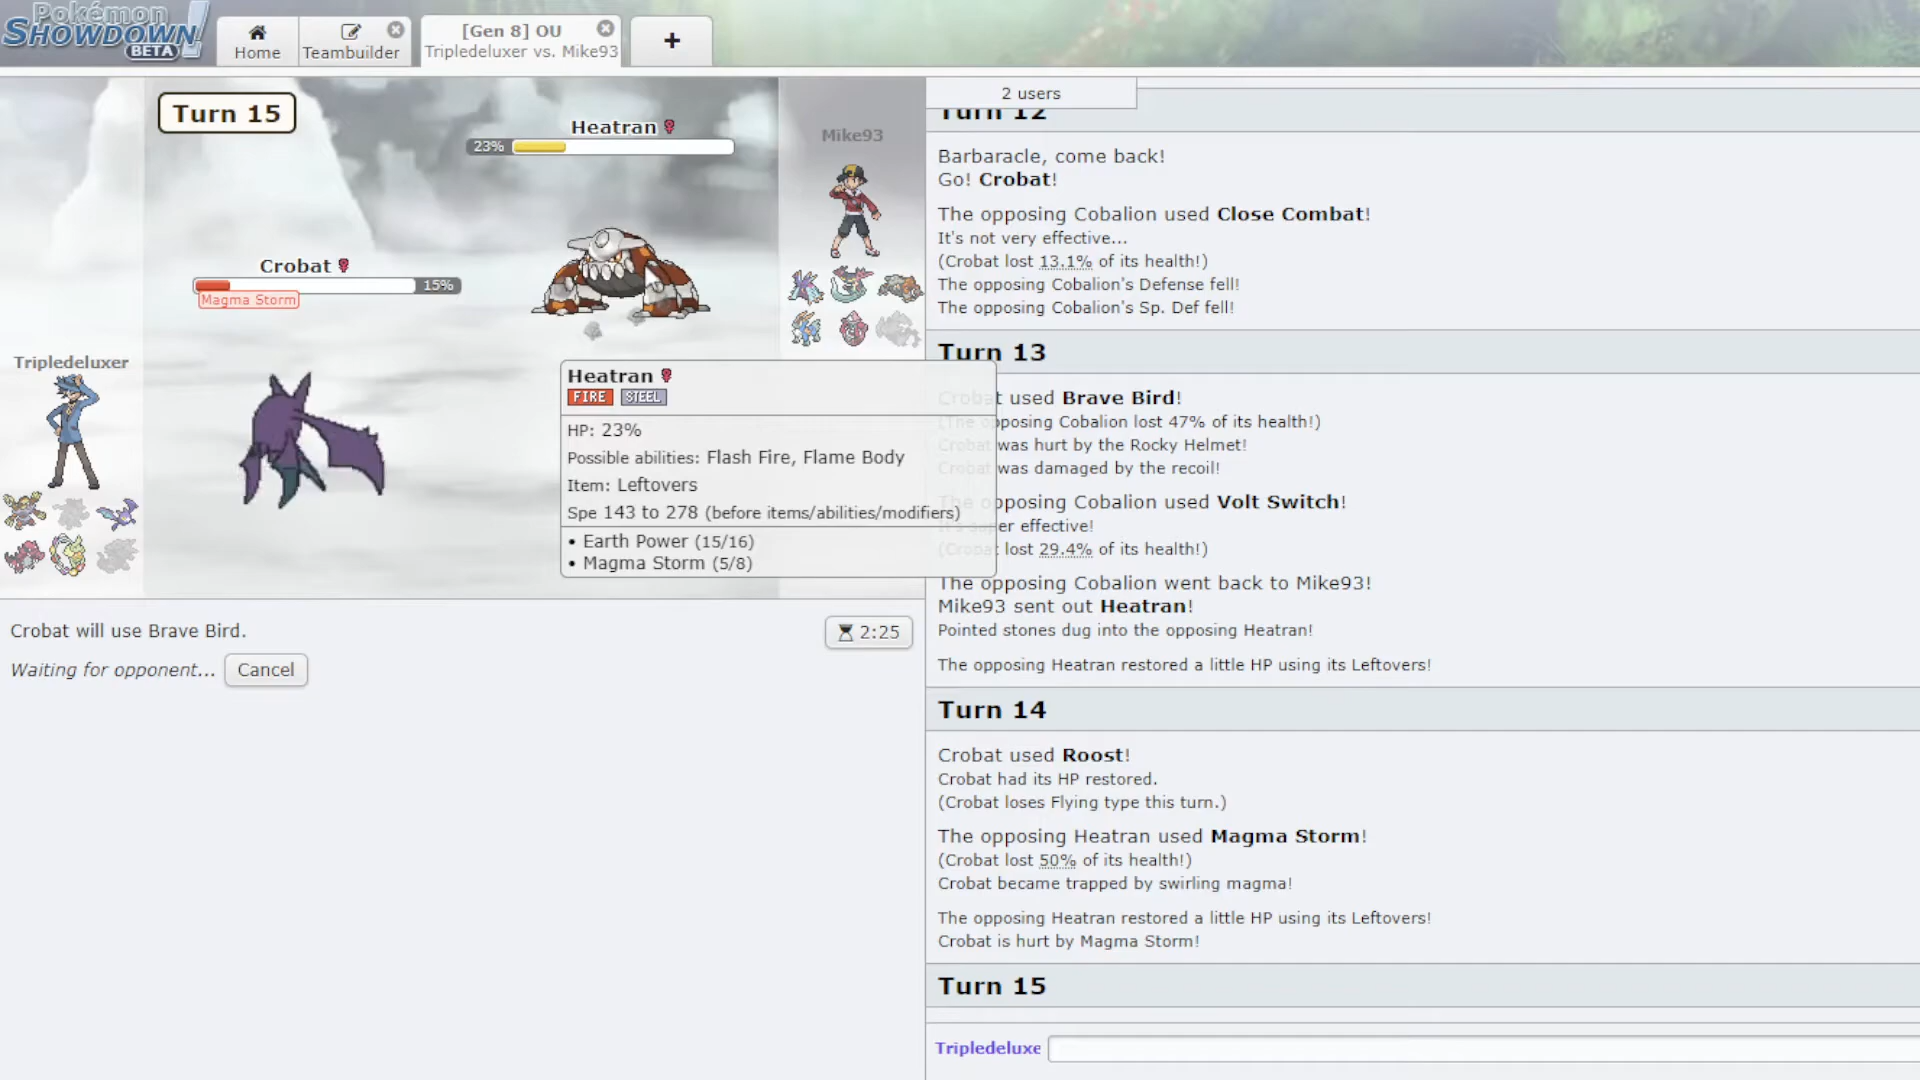 Pokémon
SHOWDOWN!
BETA
Home
Teambuilder
[Gen 8] OU
Tripledeluxer vs. Mike93
+
Turn 15
Heatran
23%
Crobat
15%
Magma Storm
Mike93
Tripledeluxer
Heatran
FIRE STEEL
HP: 23%
Possible abilities: Flash Fire, Flame Body
Item: Leftovers
Spe 143 to 278 (before items/abilities/modifiers)
• Earth Power (15/16)
• Magma Storm (5/8)
Crobat will use Brave Bird.
2:25
Waiting for opponent... Cancel
2 users
Turn 12
Barbaracle, come back!
Go! Crobat!
The opposing Cobalion used Close Combat!
It's not very effective...
(Crobat lost 13.1% of its health!)
The opposing Cobalion's Defense fell!
The opposing Cobalion's Sp. Def fell!
Turn 13
Crobat used Brave Bird!
(The opposing Cobalion lost 47% of its health!)
Crobat was hurt by the Rocky Helmet!
Crobat was damaged by the recoil!
The opposing Cobalion used Volt Switch!
It's super effective!
(Crobat lost 29.4% of its health!)
The opposing Cobalion went back to Mike93!
Mike93 sent out Heatran!
Pointed stones dug into the opposing Heatran!
The opposing Heatran restored a little HP using its Leftovers!
Turn 14
Crobat used Roost!
Crobat had its HP restored.
(Crobat loses Flying type this turn.)
The opposing Heatran used Magma Storm!
(Crobat lost 50% of its health!)
Crobat became trapped by swirling magma!
The opposing Heatran restored a little HP using its Leftovers!
Crobat is hurt by Magma Storm!
Turn 15
Tripledeluxe